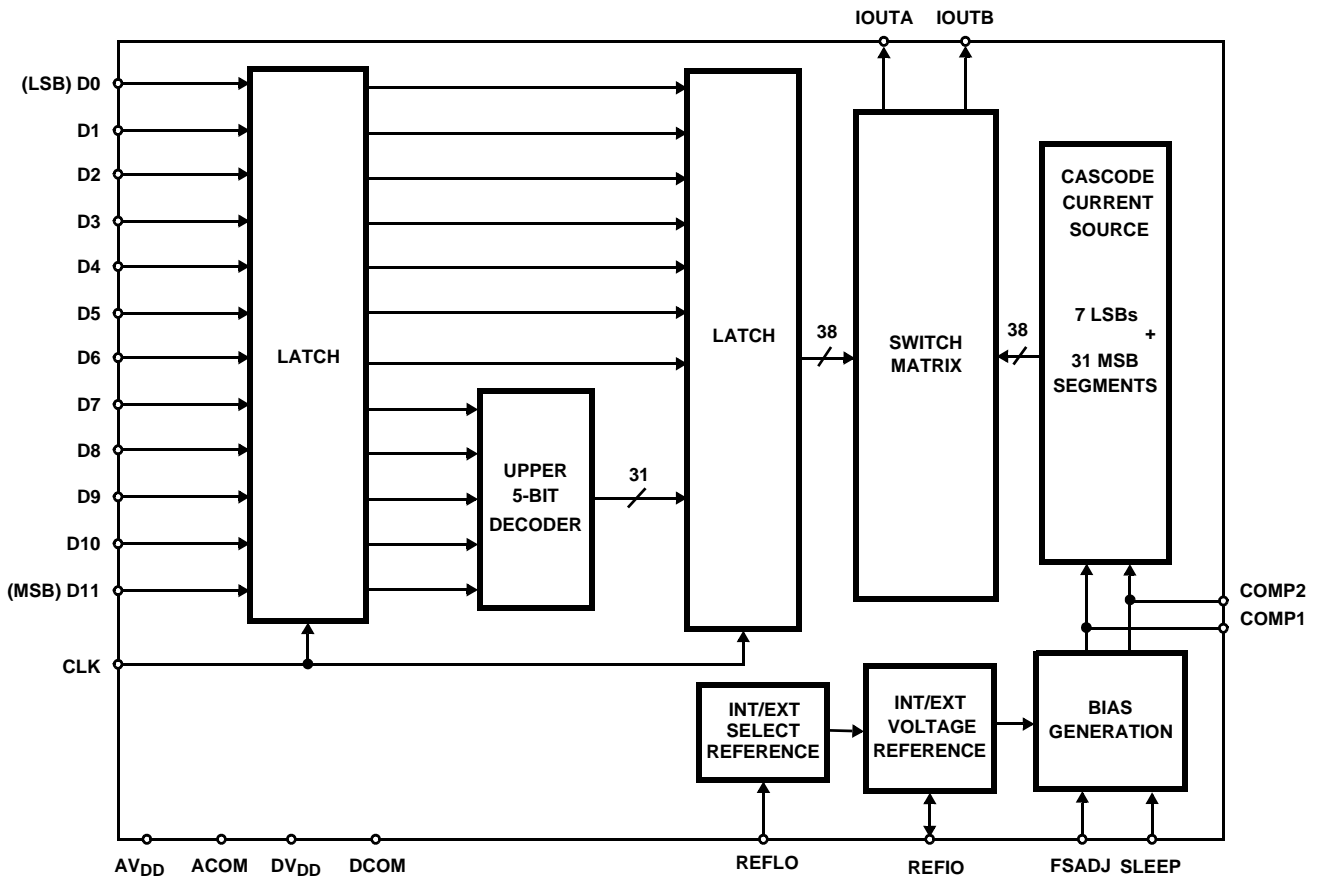 IOUTA IOUTB
(LSB) D0
D1
D2
D3
D4
D5
D6
D7
D8
D9
D10
(MSB) D11
CLK
LATCH
UPPER
5-BIT
DECODER
31
LATCH
38
SWITCH
MATRIX
38
CASCODE
CURRENT
SOURCE
7 LSBs
+
31 MSB
SEGMENTS
COMP2
COMP1
INT/EXT
SELECT
REFERENCE
INT/EXT
VOLTAGE
REFERENCE
BIAS
GENERATION
AVDD ACOM DVDD DCOM REFLO REFIO FSADJ SLEEP